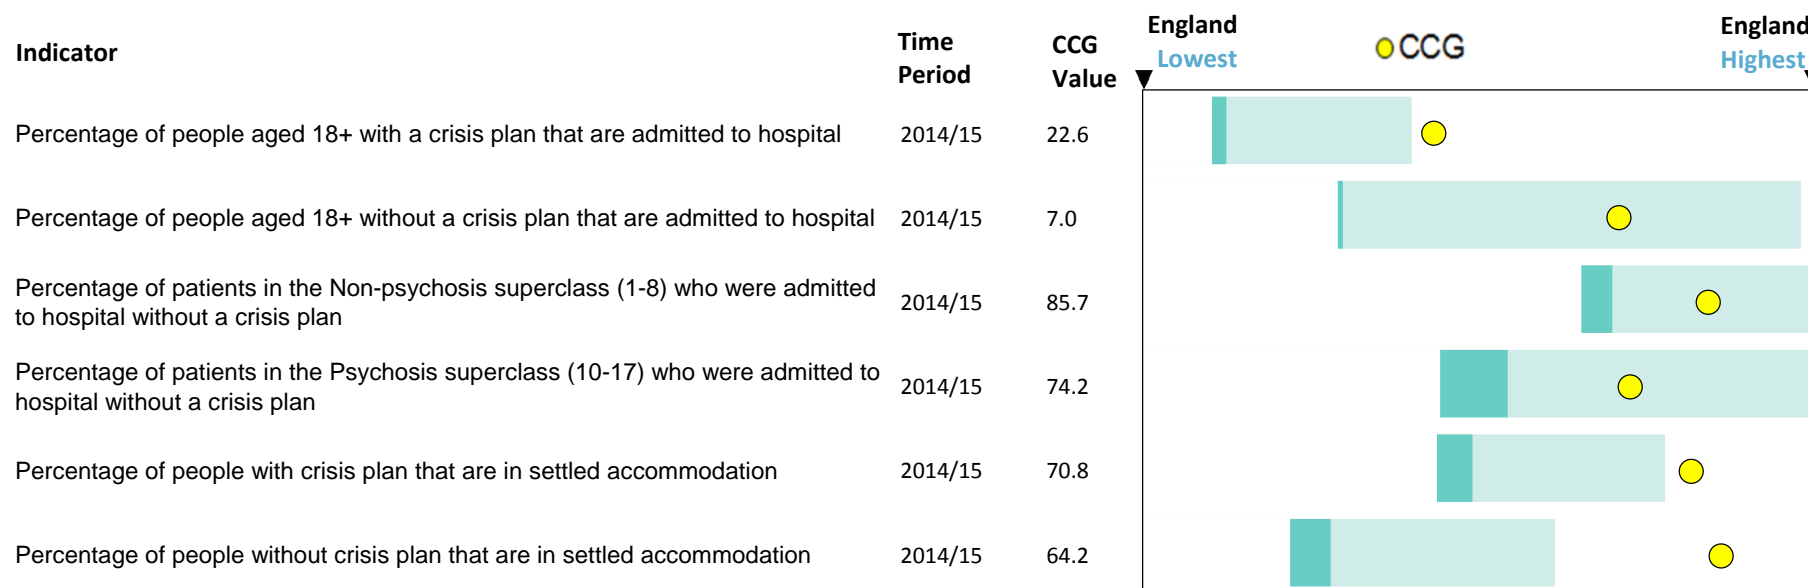 Indicator
Time
Period
CCG
Value
England
Lowest
CCG
England
Highest
Percentage of people aged 18+ with a crisis plan that are admitted to hospital 2014/15 22.6
Percentage of people aged 18+ without a crisis plan that are admitted to hospital 2014/15 7.0
Percentage of patients in the Non-psychosis superclass (1-8) who were admitted
to hospital without a crisis plan
2014/15 85.7
Percentage of patients in the Psychosis superclass (10-17) who were admitted to
hospital without a crisis plan
2014/15 74.2
Percentage of people with crisis plan that are in settled accommodation 2014/15 70.8
Percentage of people without crisis plan that are in settled accommodation 2014/15 64.2